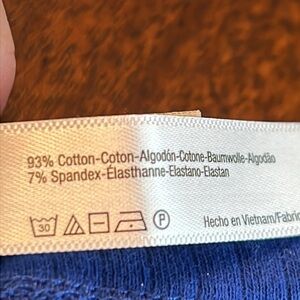 93% Cotton-Coton-Algodón-Cotone-Baumwolle-Algodão
7% Spandex-Élasthanne-Elastano-Elastan
30 P Hecho en Vietnam/Fabric